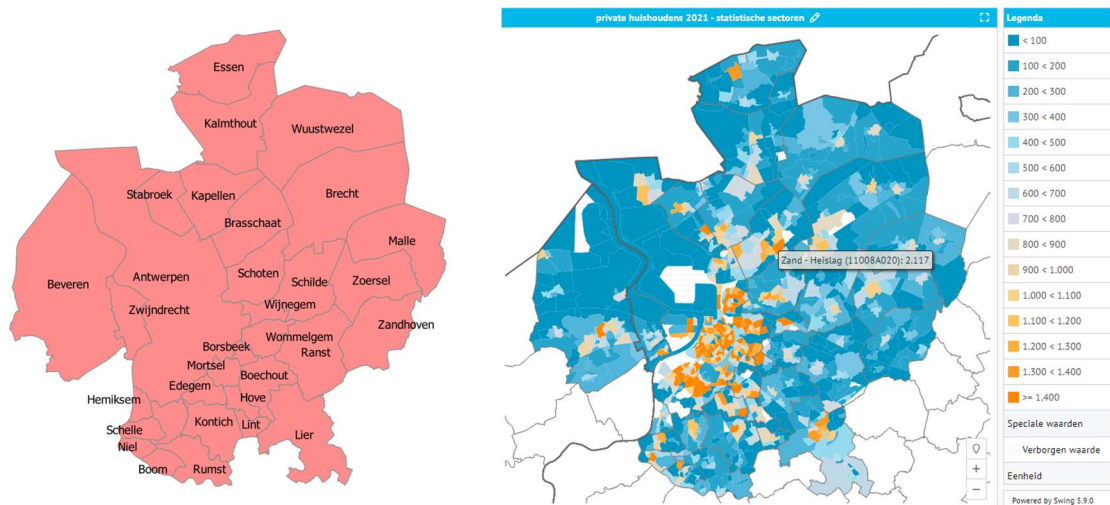 Essen
Kalmthout
Wuustwezel
Stabroek
Kapellen
Brecht
Brasschaat
Malle
Antwerpen
Schoten
Schilde
Zoersel
Beveren
Zwijndrecht
Wijnegem
Zandhoven
Wommelgem
Borsbeek
Ranst
Mortsel
Boechout
Edegem
Hemiksem
Hove
Schelle
Kontich
Lint
Lier
Niel
Boom
Rumst
private huishoudens 2021 - statistische sectoren
Zand - Heislag (11008A020): 2.117
Legenda
< 100
100 < 200
200 < 300
300 < 400
400 < 500
500 < 600
600 < 700
700 < 800
800 < 900
900 < 1.000
1.000 < 1.100
1.100 < 1.200
1.200 < 1.300
1.300 < 1.400
>= 1.400
Speciale waarden
Verborgen waarde
Eenheid
Powered by Swing 5.9.0
+
−